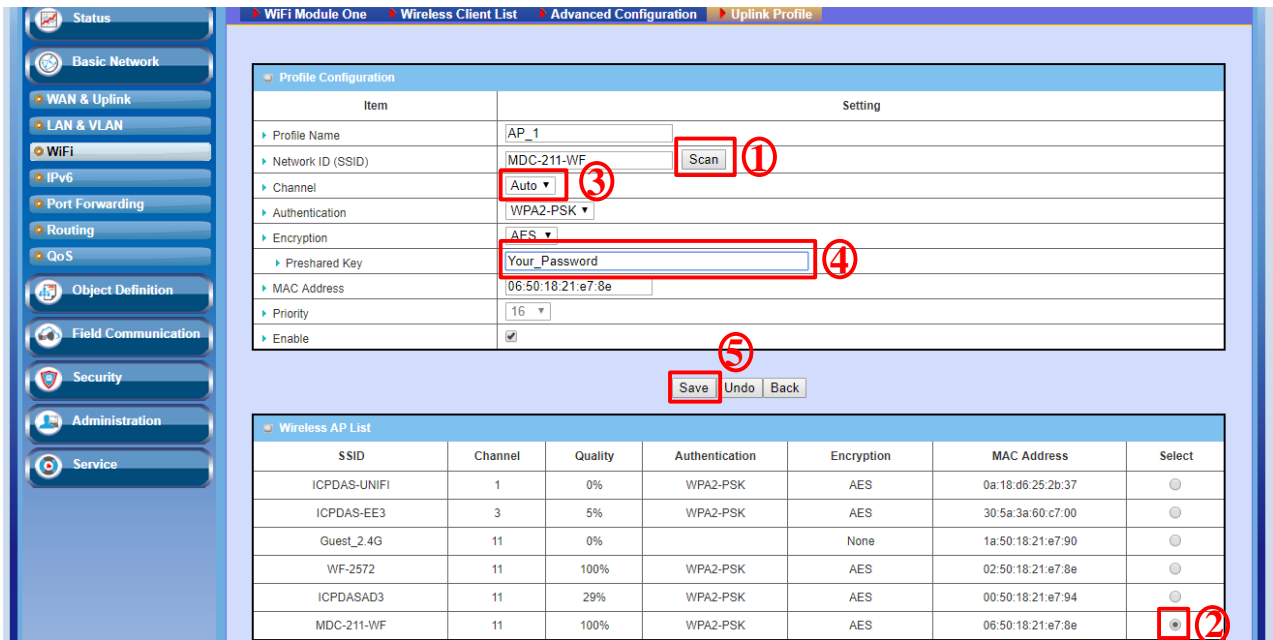 Status
WiFi Module One Wireless Client List Advanced Configuration Uplink Profile
Basic Network
WAN & Uplink
LAN & VLAN
WiFi
IPv6
Port Forwarding
Routing
QoS
Object Definition
Field Communication
Security
Administration
Service
Profile Configuration
Item Setting
Profile Name AP_1
Network ID (SSID) MDC-211-WF Scan ①
Channel Auto ③
Authentication WPA2-PSK
Encryption AES
Preshared Key Your_Password ④
MAC Address 06:50:18:21:e7:8e
Priority 16
Enable
⑤
Save Undo Back
Wireless AP List
SSID Channel Quality Authentication Encryption MAC Address Select
ICPDAS-UNIFI 1 0% WPA2-PSK AES 0a:18:d6:25:2b:37
ICPDAS-EE3 3 5% WPA2-PSK AES 30:5a:3a:60:c7:00
Guest_2.4G 11 0% None 1a:50:18:21:e7:90
WF-2572 11 100% WPA2-PSK AES 02:50:18:21:e7:8e
ICPDASAD3 11 29% WPA2-PSK AES 00:50:18:21:e7:94
MDC-211-WF 11 100% WPA2-PSK AES 06:50:18:21:e7:8e ②